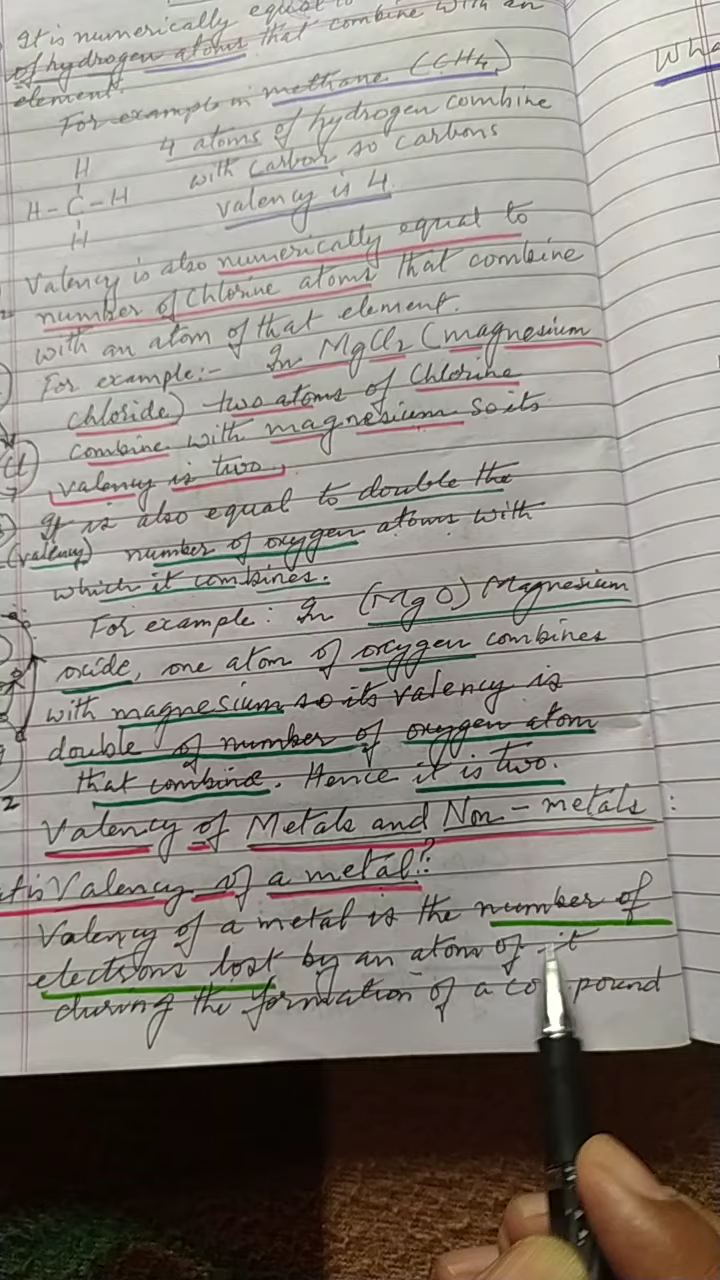 It is numerically equal to
of hydrogen atoms that combine with an
element.
For example in methane (CH4)
H 4 atoms of hydrogen combine
H-C-H with carbon so carbons
H valency is 4.
Valency is also numerically equal to
number of Chlorine atoms that combine
with an atom of that element.
For example:- In MgCl2 (magnesium
chloride) two atoms of Chlorine
combine with magnesium so its
valency is two.
It is also equal to double the
(valency) number of oxygen atoms with
which it combines.
For example: In (MgO) Magnesium
oxide, one atom of oxygen combines
with magnesium so its valency is
double of number of oxygen atom
that combine. Hence it is two.
2
Valency of Metals and Non-metals:
Valency of a metal?
Valency of a metal is the number of
electrons lost by an atom of it
during the formation of a compound